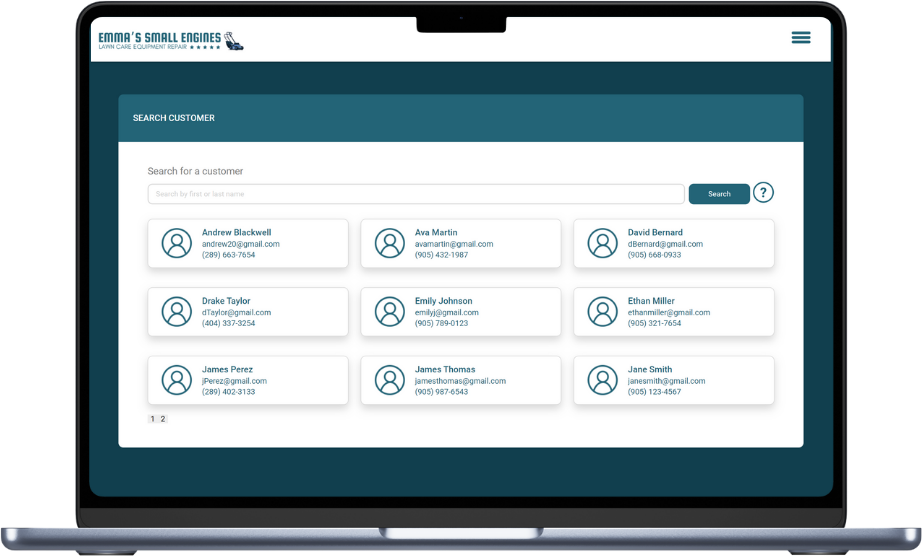 EMMA'S SMALL ENGINES
LAWN CARE EQUIPMENT REPAIR ★★★★★
SEARCH CUSTOMER
Search for a customer
Search by first or last name
Search
?
Andrew Blackwell
andrew20@gmail.com
(289) 663-7654
Ava Martin
avamartin@gmail.com
(905) 432-1987
David Bernard
dBernard@gmail.com
(905) 668-0933
Drake Taylor
dTaylor@gmail.com
(404) 337-3254
Emily Johnson
emilyj@gmail.com
(905) 789-0123
Ethan Miller
ethanmiller@gmail.com
(905) 321-7654
James Perez
jPerez@gmail.com
(289) 402-3133
James Thomas
jamesthomas@gmail.com
(905) 987-6543
Jane Smith
janesmith@gmail.com
(905) 123-4567
1 2